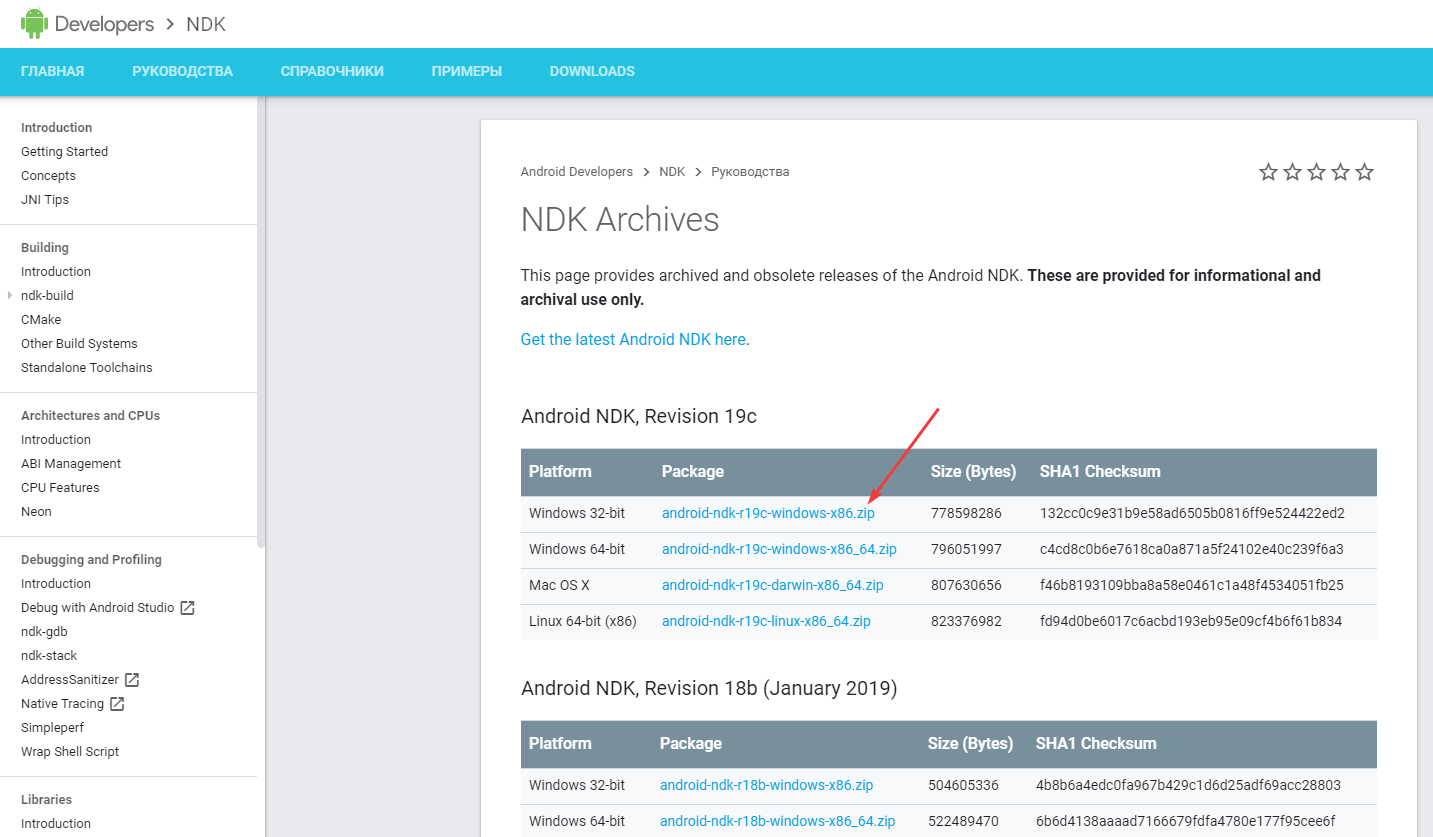 Developers > NDK
ГЛАВНАЯ РУКОВОДСТВА СПРАВОЧНИКИ ПРИМЕРЫ DOWNLOADS
Introduction
Getting Started
Concepts
JNI Tips
Building
Introduction
ndk-build
CMake
Other Build Systems
Standalone Toolchains
Architectures and CPUs
Introduction
ABI Management
CPU Features
Neon
Debugging and Profiling
Introduction
Debug with Android Studio
ndk-gdb
ndk-stack
AddressSanitizer
Native Tracing
Simpleperf
Wrap Shell Script
Libraries
Introduction
Android Developers > NDK > Руководства
NDK Archives
This page provides archived and obsolete releases of the Android NDK. These are provided for informational and
archival use only.
Get the latest Android NDK here.
Android NDK, Revision 19c
Platform Package Size (Bytes) SHA1 Checksum
Windows 32-bit android-ndk-r19c-windows-x86.zip 778598286 132cc0c9e31b9e58ad6505b0816ff9e524422ed2
Windows 64-bit android-ndk-r19c-windows-x86_64.zip 796051997 c4cd8c0b6e7618ca0a871a5f24102e40c239f6a3
Mac OS X android-ndk-r19c-darwin-x86_64.zip 807630656 f46b8193109bba8a58e0461c1a48f4534051fb25
Linux 64-bit (x86) android-ndk-r19c-linux-x86_64.zip 823376982 fd94d0be6017c6acbd193eb95e09cf4b6f61b834
Android NDK, Revision 18b (January 2019)
Platform Package Size (Bytes) SHA1 Checksum
Windows 32-bit android-ndk-r18b-windows-x86.zip 504605336 4b8b6a4edc0fa967b429c1d6d25adf69acc28803
Windows 64-bit android-ndk-r18b-windows-x86_64.zip 522489470 6b6d4138aaaad7166679fdfa4780e177f95cee6f